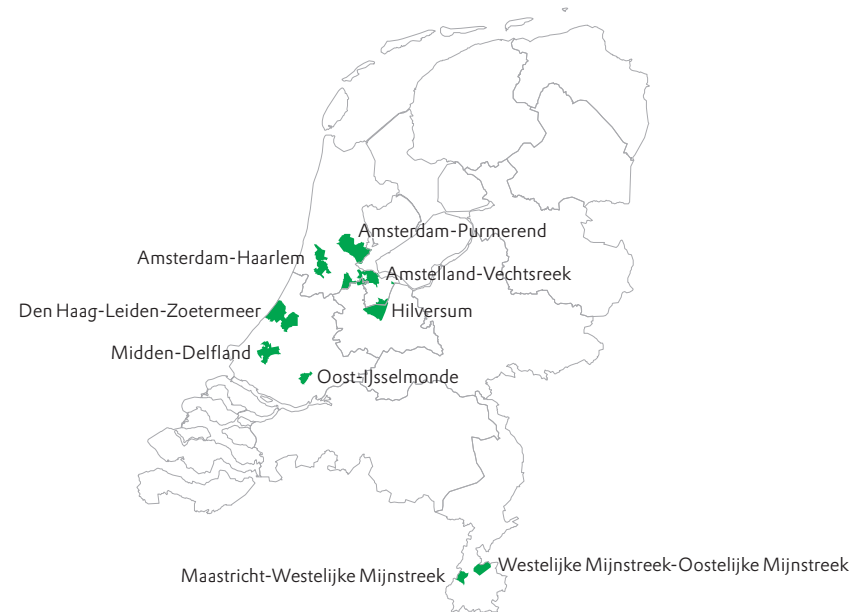 Amsterdam-Purmerend
Amsterdam-Haarlem
Amstelland-Vechtsreek
Den Haag-Leiden-Zoetermeer
Hilversum
Midden-Delfland
Oost-IJsselmonde
Westelijke Mijnstreek-Oostelijke Mijnstreek
Maastricht-Westelijke Mijnstreek